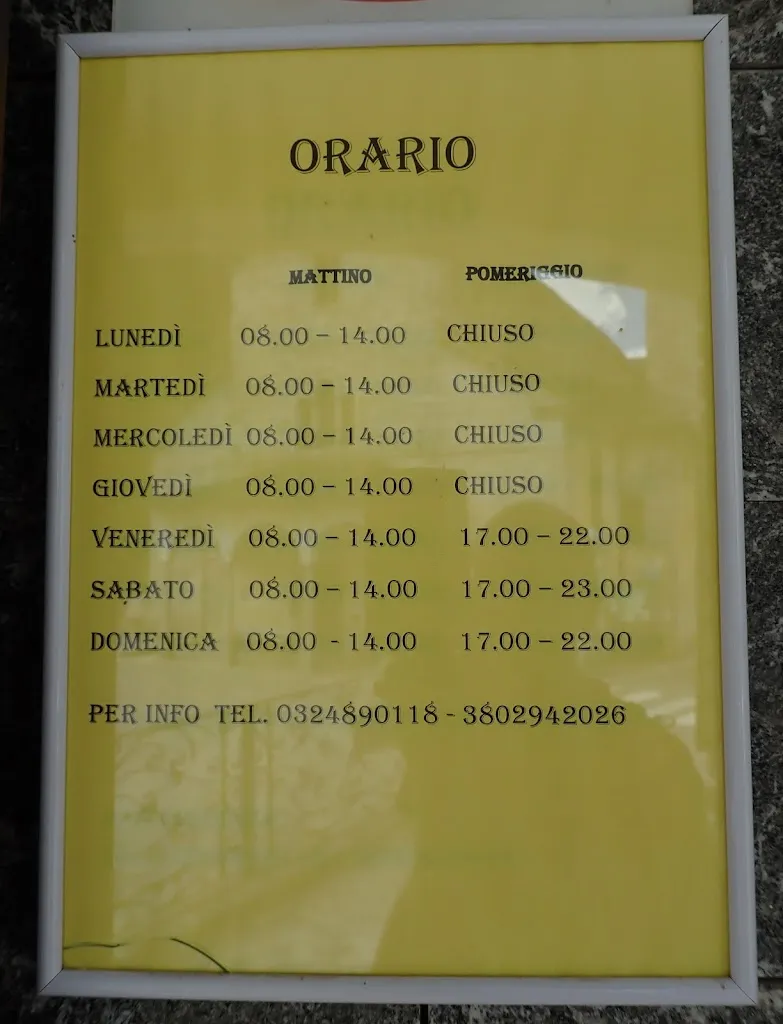 ORARIO
MATTINO POMERIGGIO
LUNEDÌ 08.00 – 14.00 CHIUSO
MARTEDÌ 08.00 – 14.00 CHIUSO
MERCOLEDÌ 08.00 – 14.00 CHIUSO
GIOVEDÌ 08.00 – 14.00 CHIUSO
VENEREDÌ 08.00 – 14.00 17.00 – 22.00
SABATO 08.00 – 14.00 17.00 – 23.00
DOMENICA 08.00 - 14.00 17.00 – 22.00
PER INFO TEL. 0324890118 - 3802942026